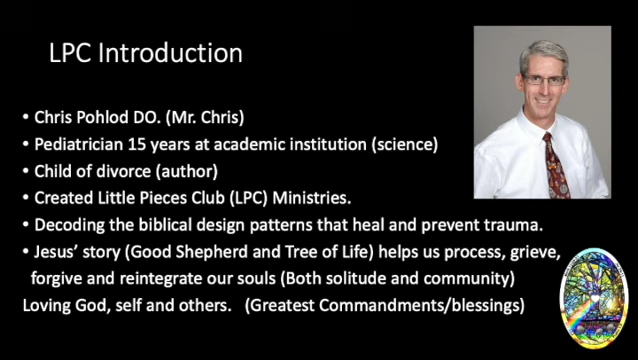 LPC Introduction
• Chris Pohlod DO. (Mr. Chris)
• Pediatrician 15 years at academic institution (science)
• Child of divorce (author)
• Created Little Pieces Club (LPC) Ministries.
• Decoding the biblical design patterns that heal and prevent trauma.
• Jesus’ story (Good Shepherd and Tree of Life) helps us process, grieve,
forgive and reintegrate our souls (Both solitude and community)
Loving God, self and others. (Greatest Commandments/blessings)